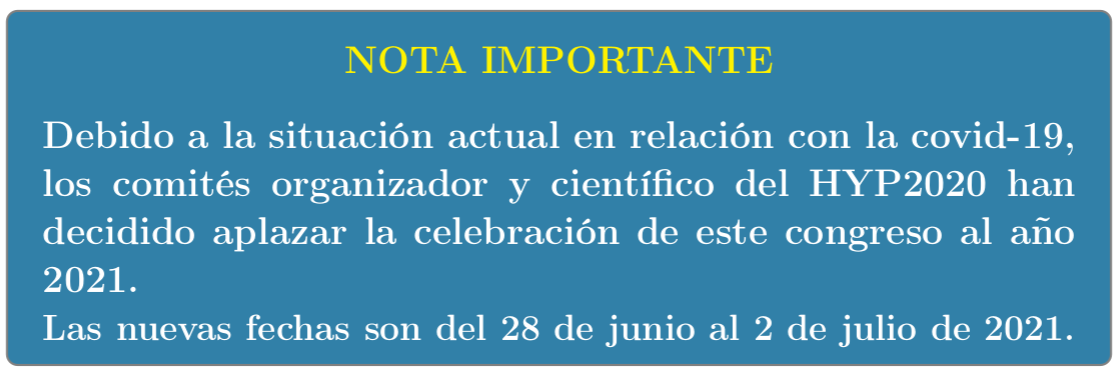 NOTA IMPORTANTE
Debido a la situación actual en relación con la covid-19,
los comités organizador y científico del HYP2020 han
decidido aplazar la celebración de este congreso al año
2021.
Las nuevas fechas son del 28 de junio al 2 de julio de 2021.